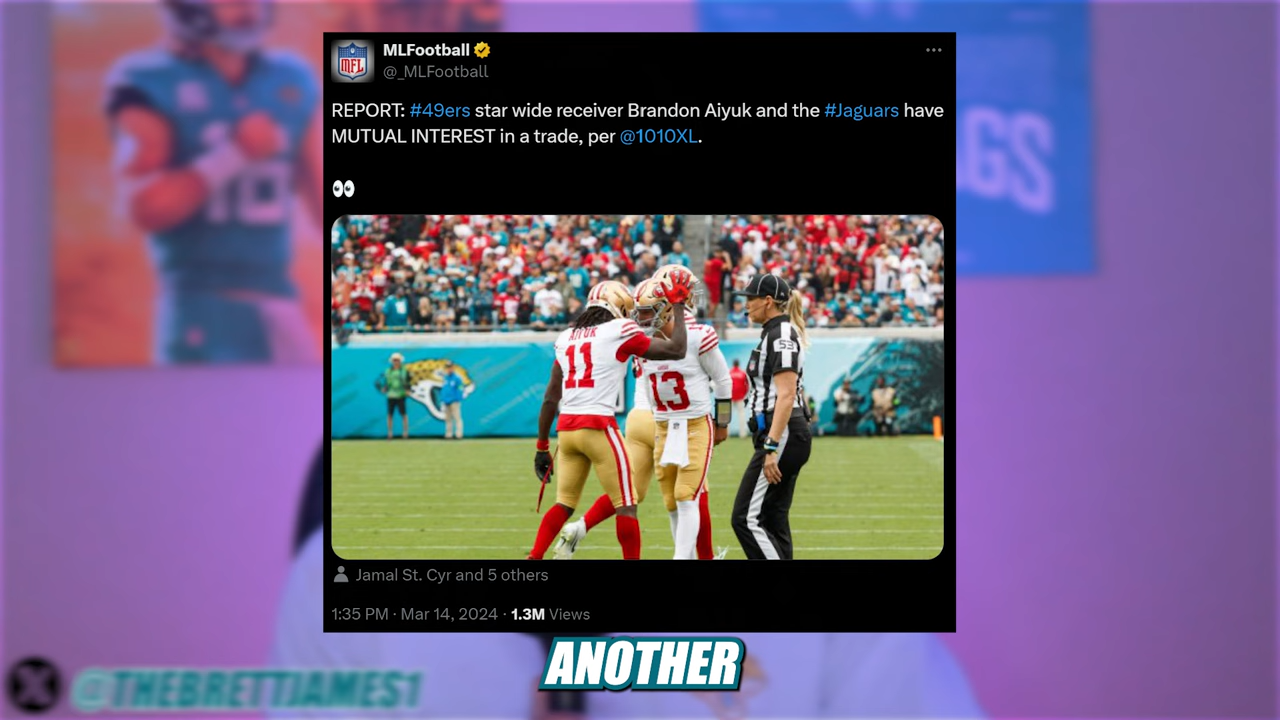 MLFootball
@_MLFootball
REPORT: #49ers star wide receiver Brandon Aiyuk and the #Jaguars have
MUTUAL INTEREST in a trade, per @1010XL.
👀
MFL
AIYUK
11
13
53
Jamal St. Cyr and 5 others
1:35 PM · Mar 14, 2024 · 1.3M Views
ANOTHER
X
@THEBRETTJAMES1
GS